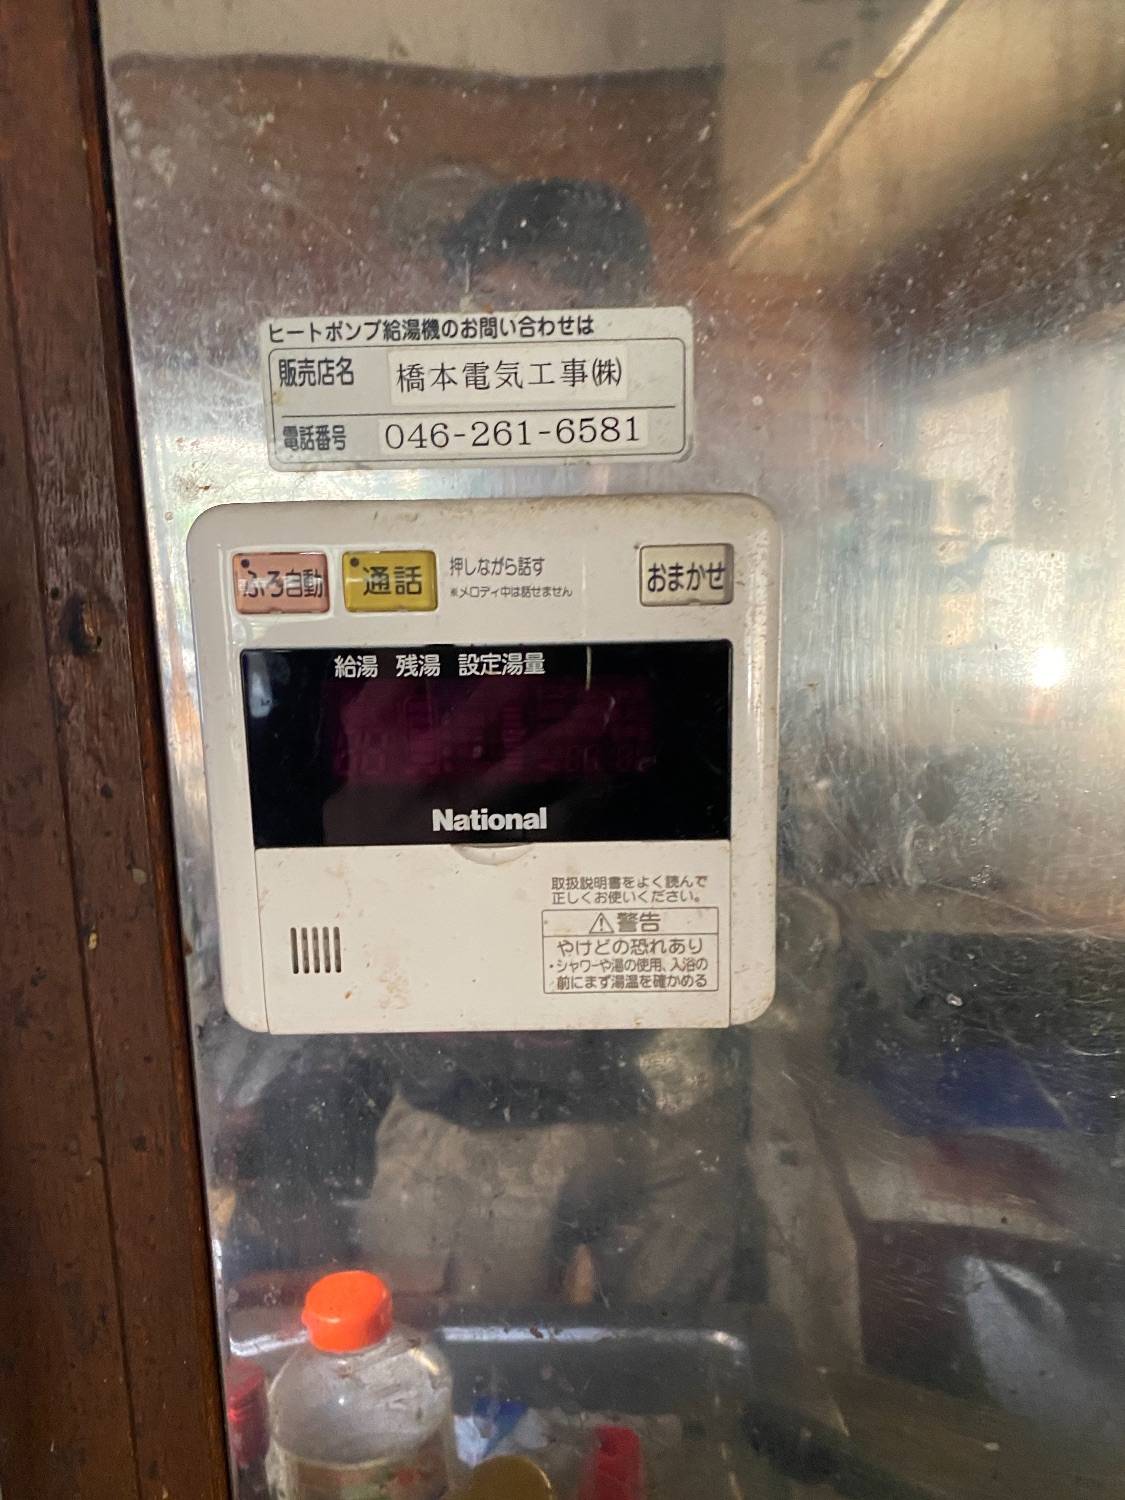 ヒートポンプ給湯機のお問い合わせは
販売店名 橋本電気工事㈱
電話番号 046-261-6581
ふろ自動 通話 押しながら話す おまかせ
※メロディ中は話せません
給湯 残湯 設定湯量
National
取扱説明書をよく読んで
正しくお使いください。
⚠警告
やけどの恐れあり
・シャワーや湯の使用、入浴の
前にまず湯温を確かめる